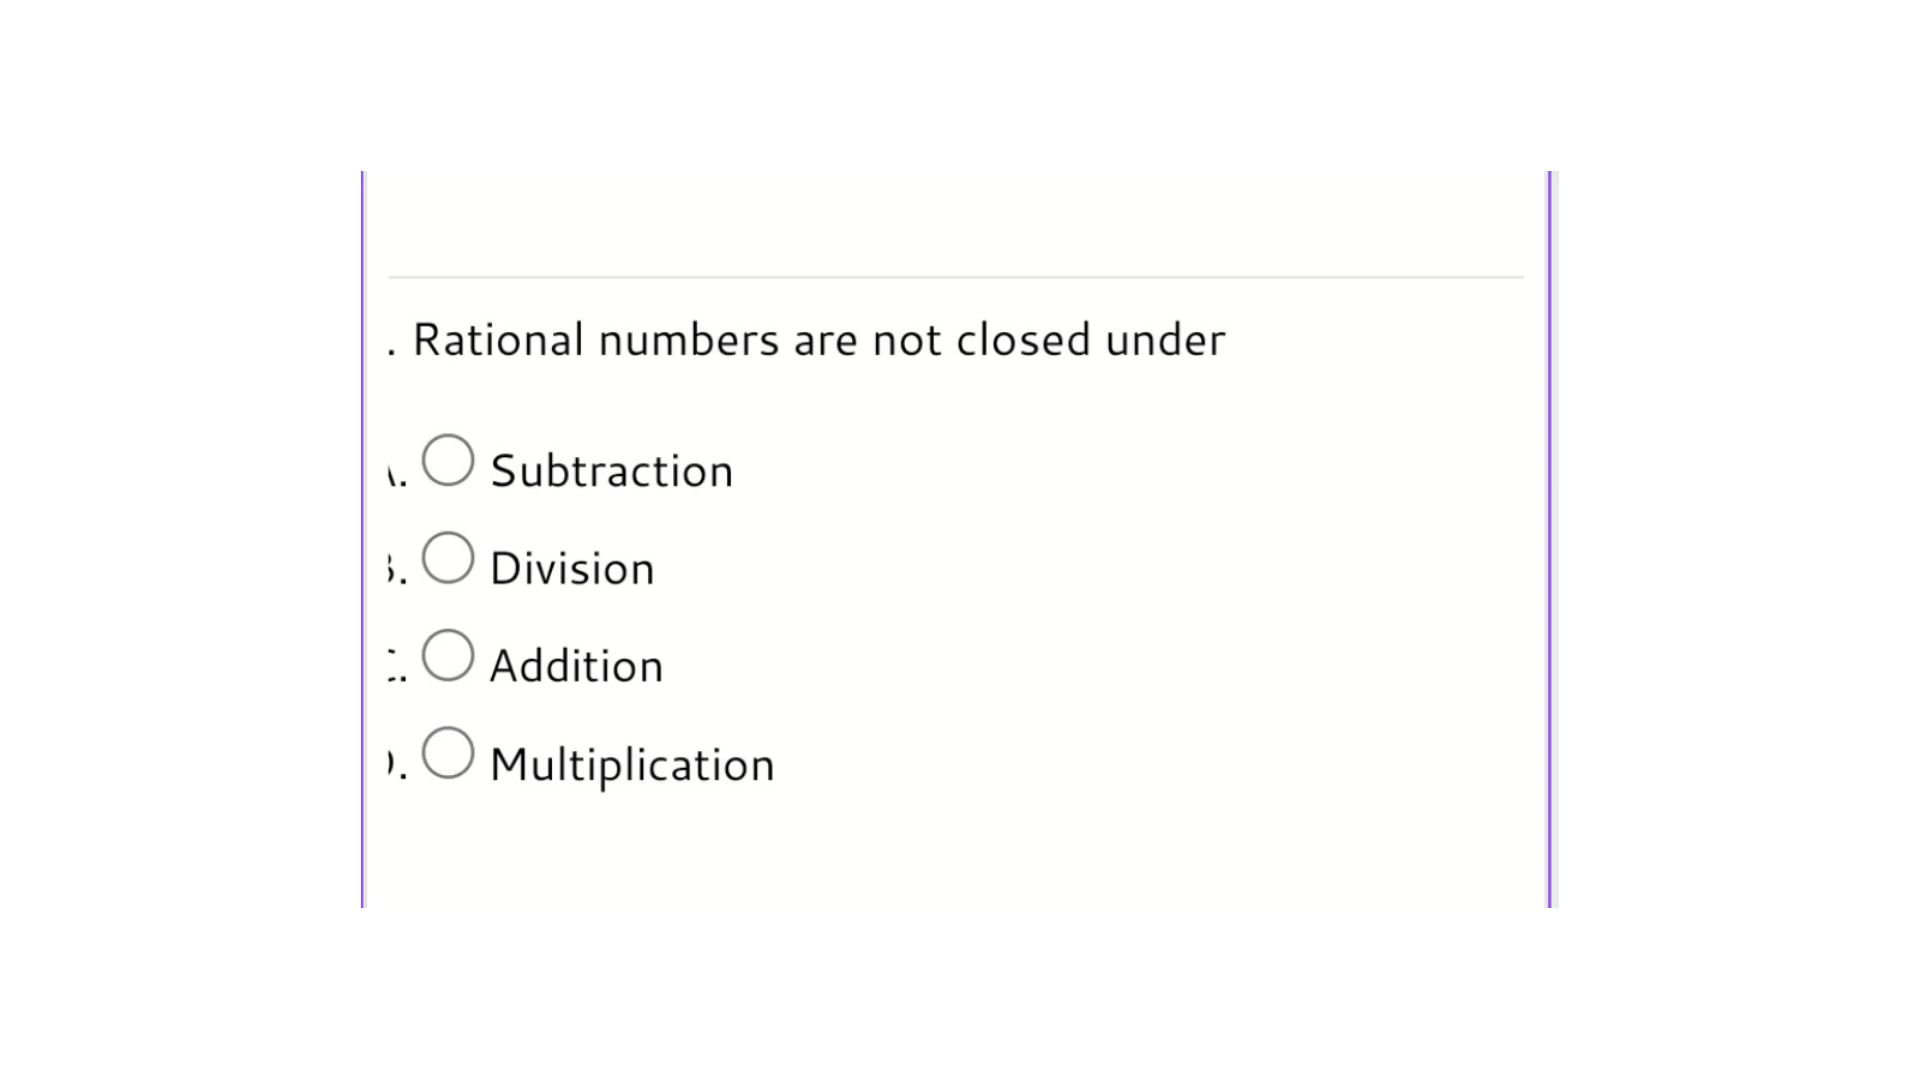 . Rational numbers are not closed under
. Subtraction
. Division
. Addition
. Multiplication